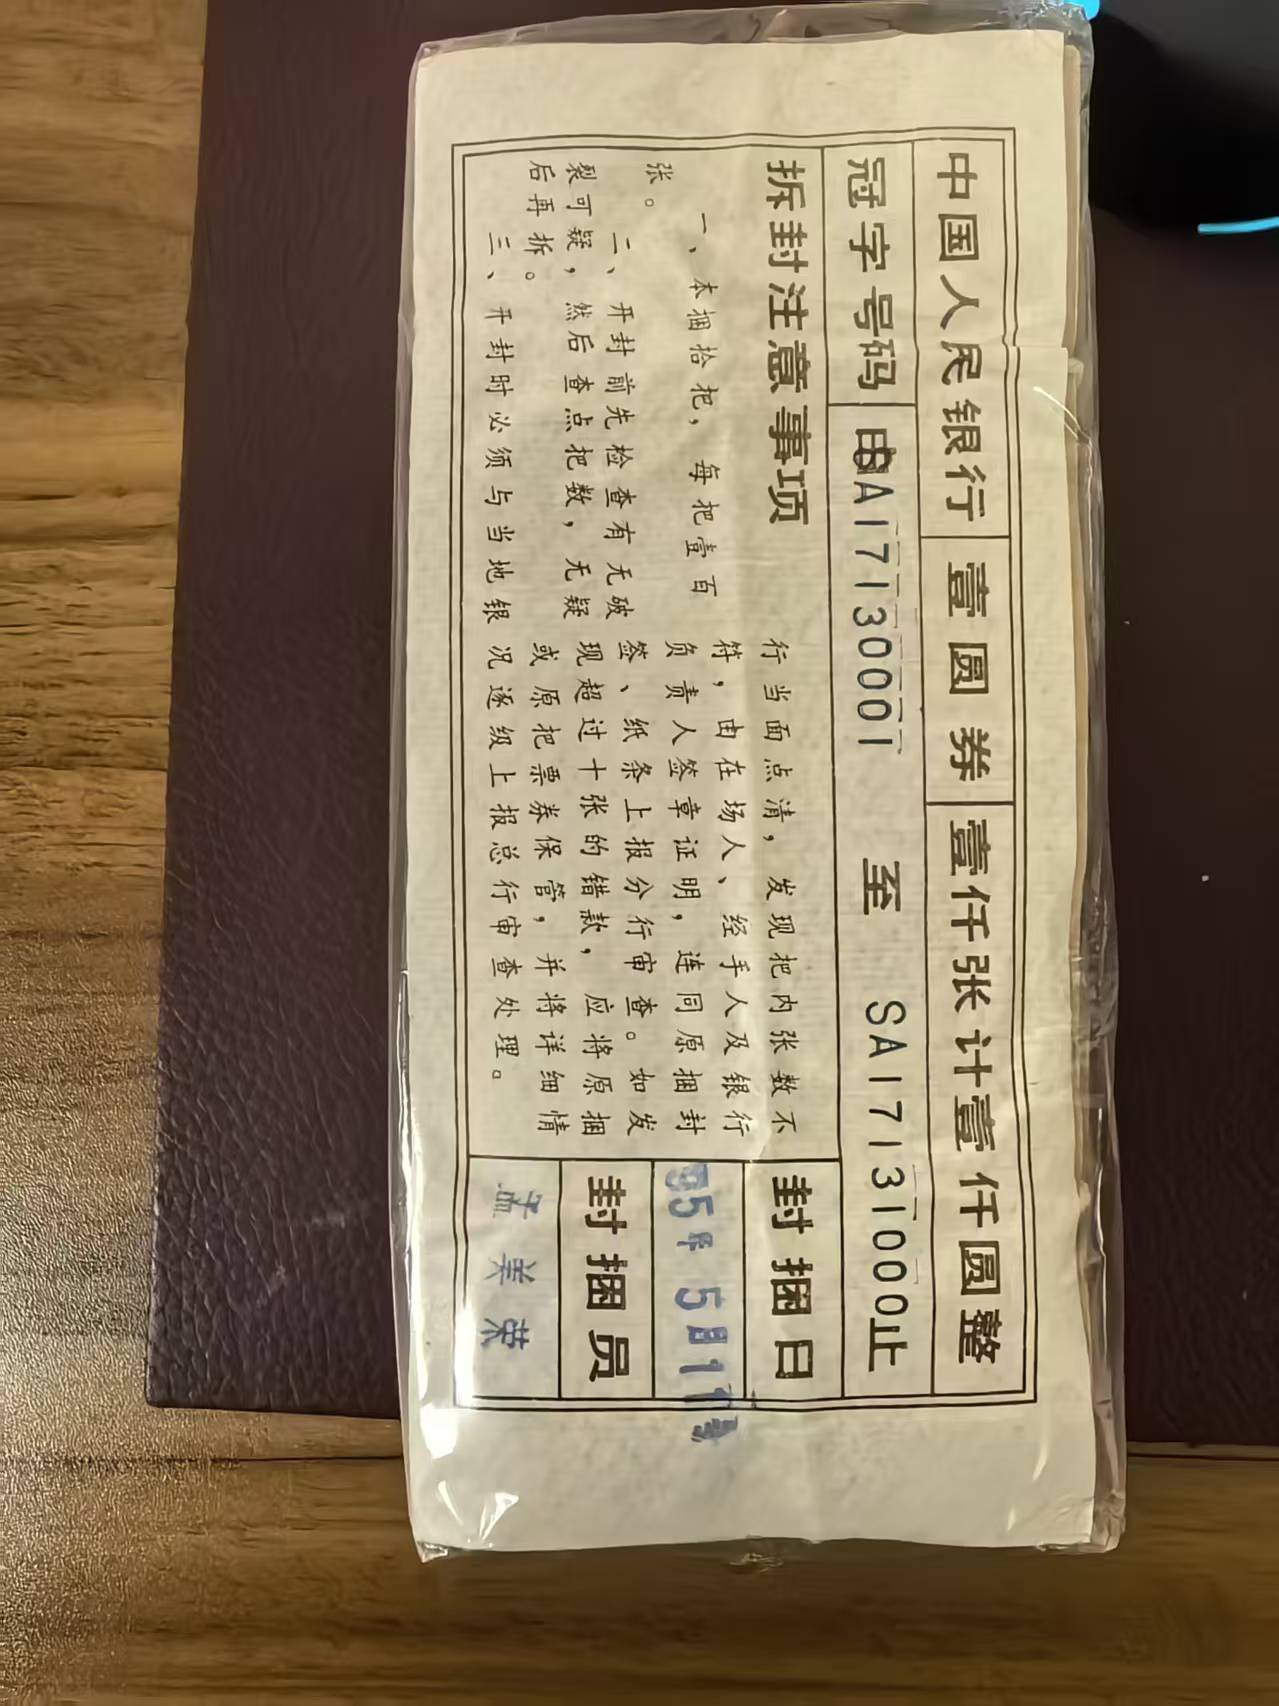 中国人民银行 壹圆券 壹仟张计壹仟圆整
冠字号码 由SA17130001 至 SA17131000止
拆封注意事项
一、本捆拾把，每把壹百
张。
二、开封前先检查有无破
裂可疑，然后查点把数，无疑
后再拆。
三、开封时必须与当地银
行当面点清，发现把内张数不
符，由在场人、经手人及银行
负责人签章证明，连同原捆封
签、纸条上报分行审查。如发
现超过十张的错款，应将原捆
或原把票券保管，并将详细情
况逐级上报总行审查处理。
封捆日
95年 5月11日
封捆员
孟美荣